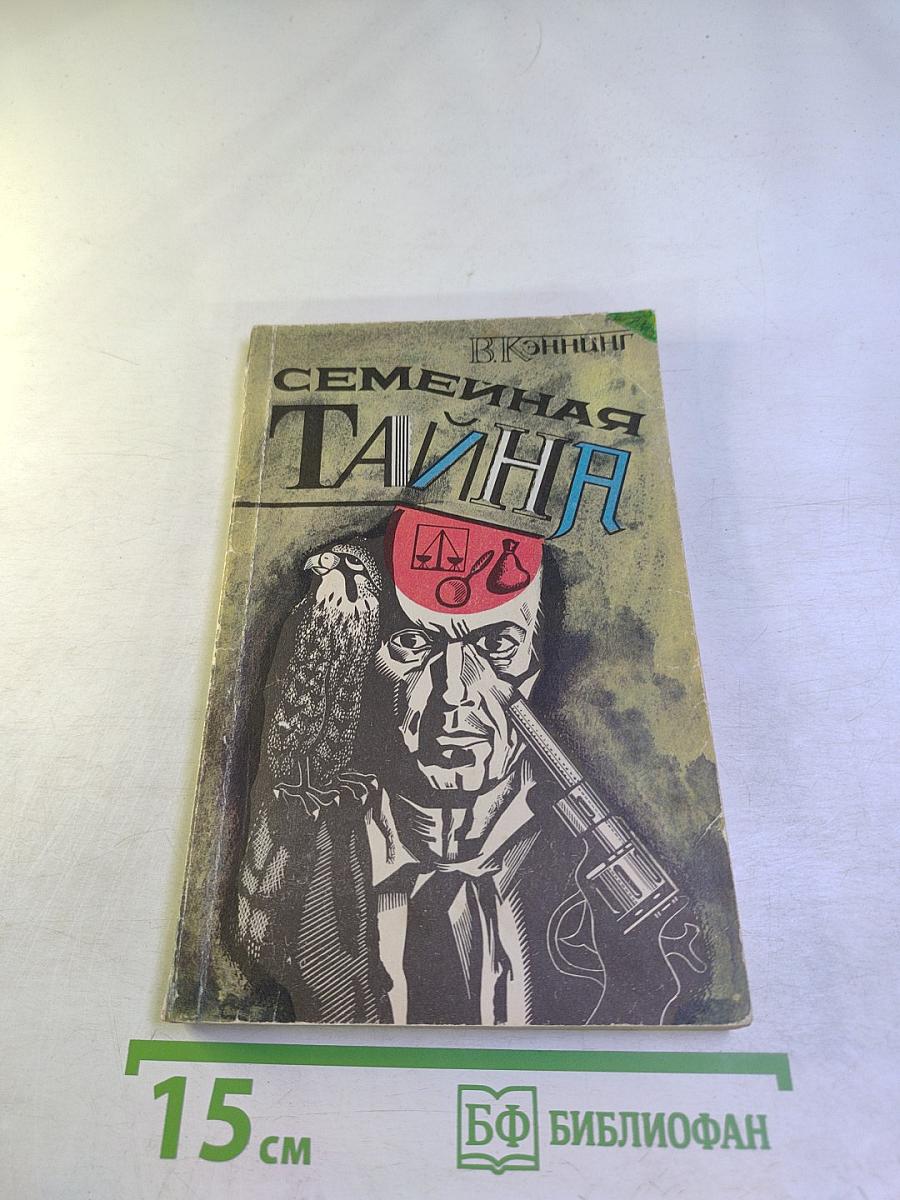 В. Кэннинг
СЕМЕЙНАЯ
ТАЙНА
15 см
БФ БИБЛИОФАН